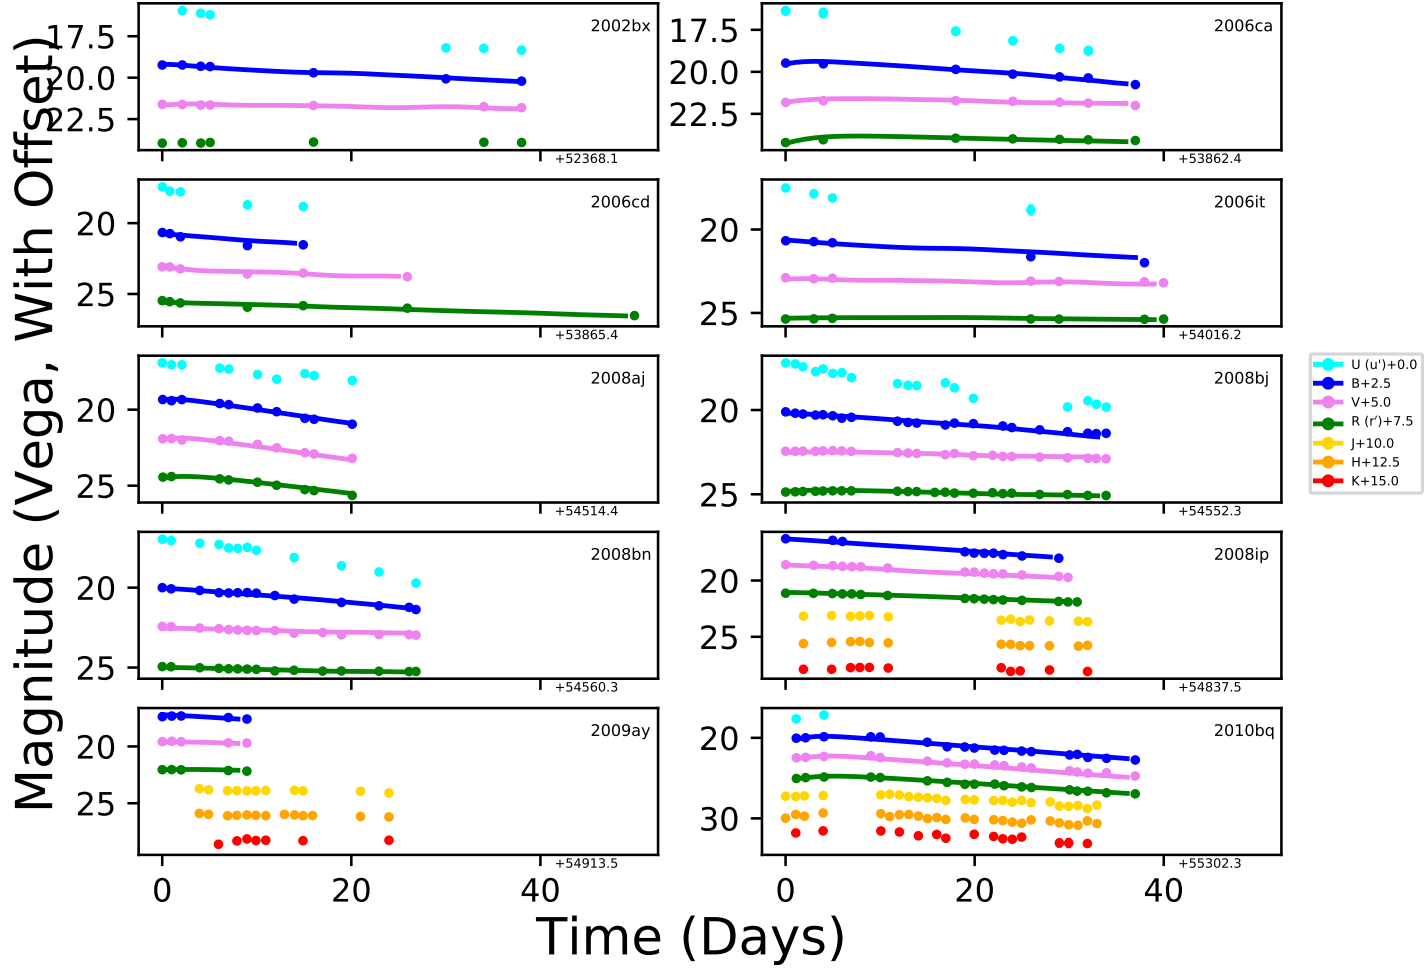 Magnitude (Vega, With Offset)
17.5
20.0
22.5
2002bx
+52368.1
17.5
20.0
22.5
2006ca
+53862.4
20
25
2006cd
+53865.4
20
25
2006it
+54016.2
20
25
2008aj
+54514.4
20
25
2008bj
+54552.3
U (u')+0.0
B+2.5
V+5.0
R (r')+7.5
J+10.0
H+12.5
K+15.0
20
25
2008bn
+54560.3
20
25
2008ip
+54837.5
20
25
2009ay
+54913.5
0 20 40
20
30
2010bq
+55302.3
0 20 40
Time (Days)